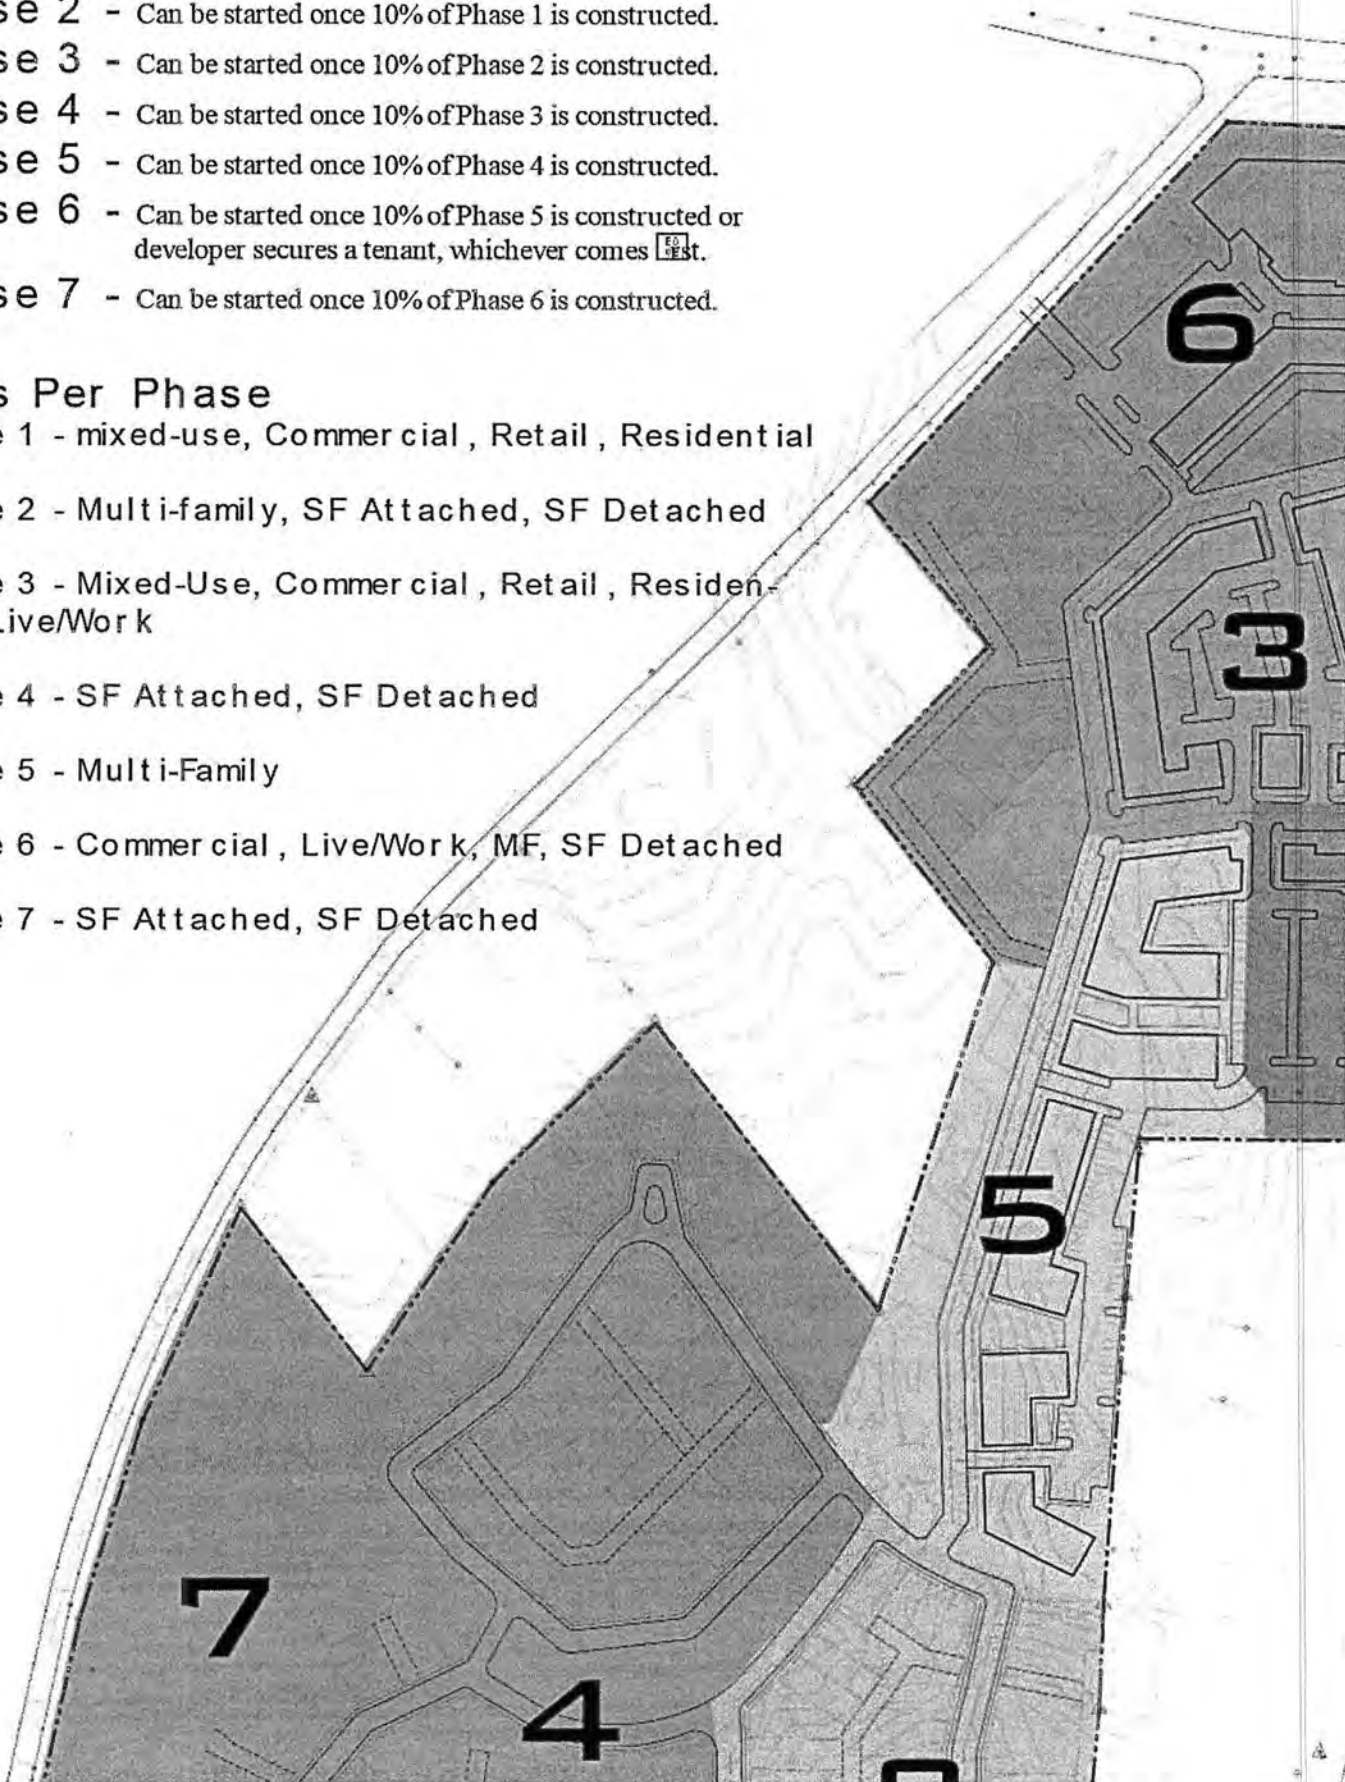 se 2 - Can be started once 10% of Phase 1 is constructed.
se 3 - Can be started once 10% of Phase 2 is constructed.
se 4 - Can be started once 10% of Phase 3 is constructed.
se 5 - Can be started once 10% of Phase 4 is constructed.
se 6 - Can be started once 10% of Phase 5 is constructed or
developer secures a tenant, whichever comes
se 7 - Can be started once 10% of Phase 6 is constructed.
s Per Phase
e 1 - mixed-use, Commercial, Retail, Residential
e 2 - Multi-family, SF Attached, SF Detached
e 3 - Mixed-Use, Commercial, Retail, Residen-
Live/Work
e 4 - SF Attached, SF Detached
e 5 - Multi-Family
e 6 - Commercial, Live/Work, MF, SF Detached
e 7 - SF Attached, SF Detached
6
3
5
7
4